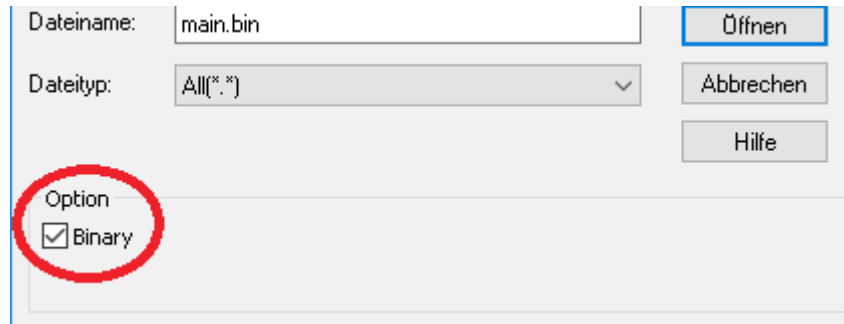 Dateiname: main.bin Öffnen
Dateityp: All(*.*) Abbrechen
Hilfe
Option
Binary